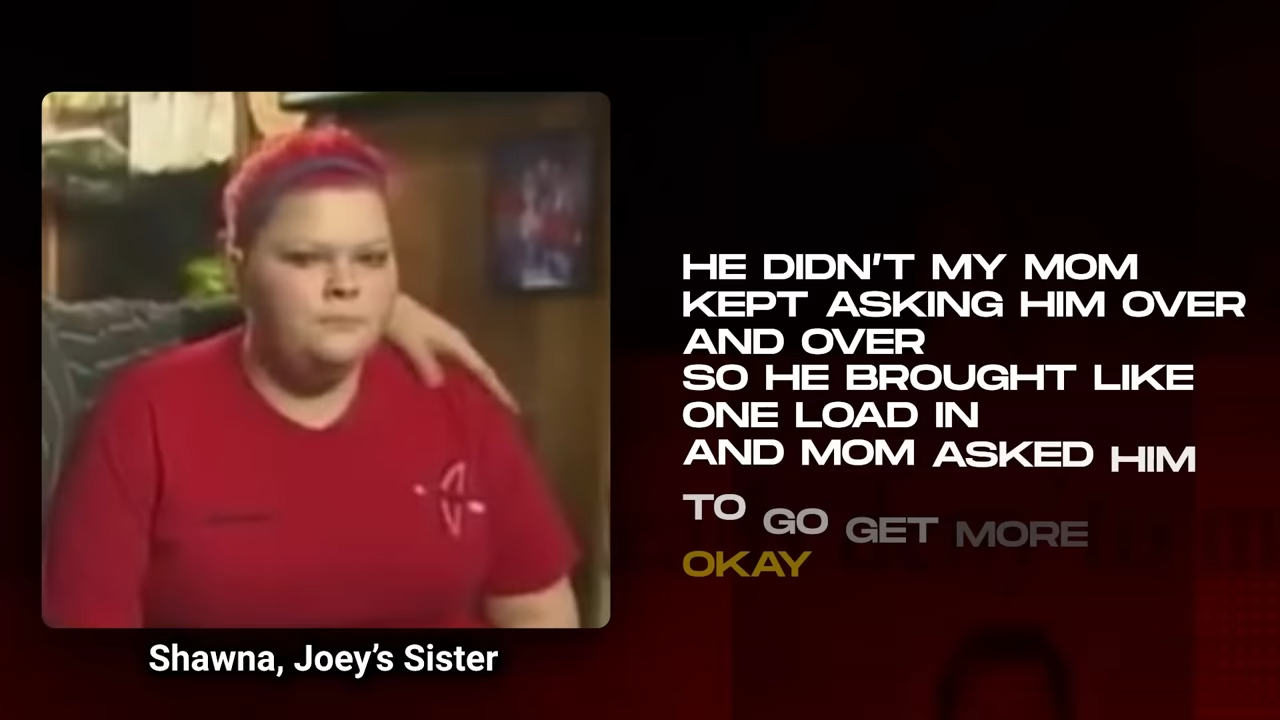 HE DIDN'T MY MOM
KEPT ASKING HIM OVER
AND OVER
SO HE BROUGHT LIKE
ONE LOAD IN
AND MOM ASKED HIM
TO GO GET MORE
OKAY
Shawna, Joey's Sister